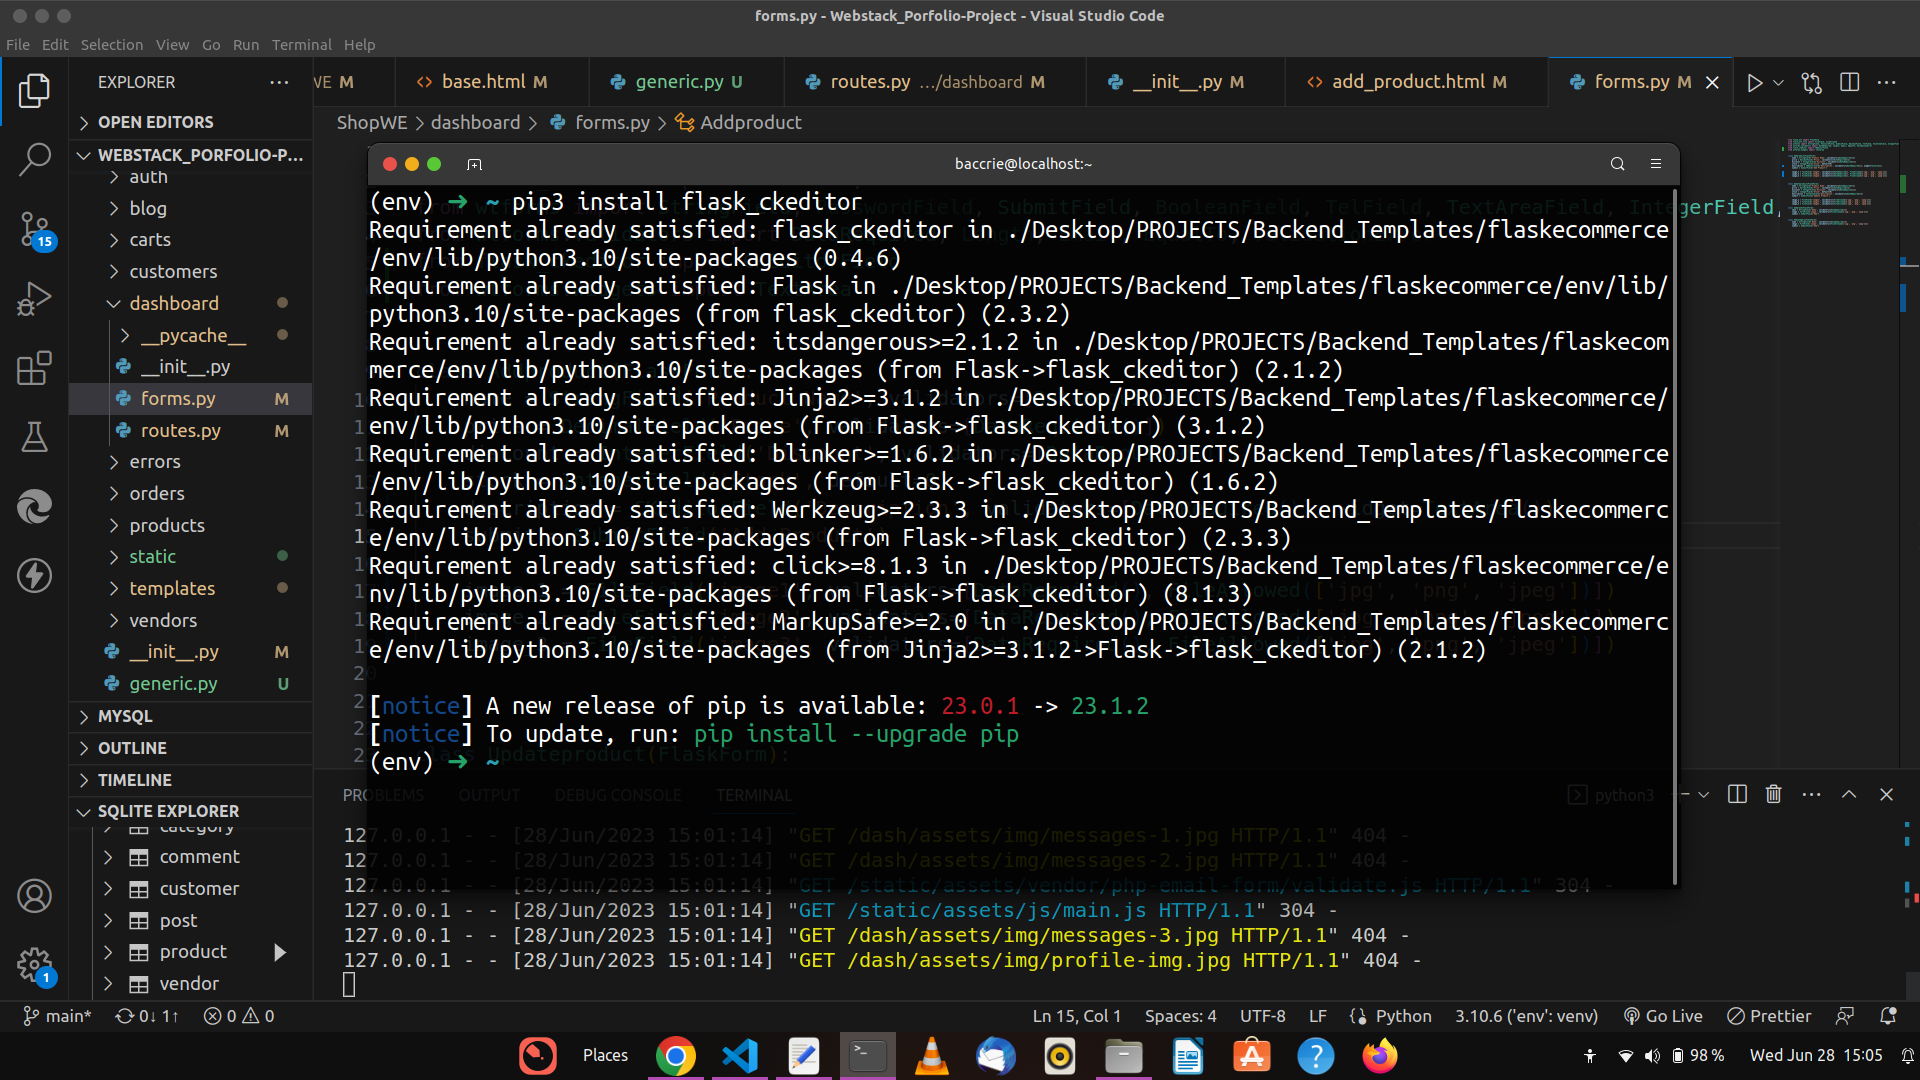 forms.py - Webstack_Porfolio-Project - Visual Studio Code
File Edit Selection View Go Run Terminal Help
EXPLORER
WE M
base.html M
generic.py U
routes.py .../dashboard M
__init__.py M
add_product.html M
forms.py M
OPEN EDITORS
ShopWE > dashboard > forms.py > Addproduct
WEBSTACK_PORFOLIO-P...
auth
blog
carts
customers
dashboard
__pycache__
__init__.py
forms.py M
routes.py M
errors
orders
products
static
templates
vendors
__init__.py M
generic.py U
MYSQL
OUTLINE
TIMELINE
SQLITE EXPLORER
category
comment
customer
post
product
vendor
baccrie@localhost:~
(env) ➜ ~ pip3 install flask_ckeditor
Requirement already satisfied: flask_ckeditor in ./Desktop/PROJECTS/Backend_Templates/flaskecommerce
/env/lib/python3.10/site-packages (0.4.6)
Requirement already satisfied: Flask in ./Desktop/PROJECTS/Backend_Templates/flaskecommerce/env/lib/
python3.10/site-packages (from flask_ckeditor) (2.3.2)
Requirement already satisfied: itsdangerous>=2.1.2 in ./Desktop/PROJECTS/Backend_Templates/flaskecom
merce/env/lib/python3.10/site-packages (from Flask->flask_ckeditor) (2.1.2)
Requirement already satisfied: Jinja2>=3.1.2 in ./Desktop/PROJECTS/Backend_Templates/flaskecommerce/
env/lib/python3.10/site-packages (from Flask->flask_ckeditor) (3.1.2)
Requirement already satisfied: blinker>=1.6.2 in ./Desktop/PROJECTS/Backend_Templates/flaskecommerce
/env/lib/python3.10/site-packages (from Flask->flask_ckeditor) (1.6.2)
Requirement already satisfied: Werkzeug>=2.3.3 in ./Desktop/PROJECTS/Backend_Templates/flaskecommerc
e/env/lib/python3.10/site-packages (from Flask->flask_ckeditor) (2.3.3)
Requirement already satisfied: click>=8.1.3 in ./Desktop/PROJECTS/Backend_Templates/flaskecommerce/e
nv/lib/python3.10/site-packages (from Flask->flask_ckeditor) (8.1.3)
Requirement already satisfied: MarkupSafe>=2.0 in ./Desktop/PROJECTS/Backend_Templates/flaskecommerc
e/env/lib/python3.10/site-packages (from Jinja2>=3.1.2->Flask->flask_ckeditor) (2.1.2)
[notice] A new release of pip is available: 23.0.1 -> 23.1.2
[notice] To update, run: pip install --upgrade pip
class Updateproduct(FlaskForm):
(env) ➜ ~
PROBLEMS OUTPUT DEBUG CONSOLE TERMINAL python3
127.0.0.1 - - [28/Jun/2023 15:01:14] "GET /dash/assets/img/messages-1.jpg HTTP/1.1" 404 -
127.0.0.1 - - [28/Jun/2023 15:01:14] "GET /dash/assets/img/messages-2.jpg HTTP/1.1" 404 -
127.0.0.1 - - [28/Jun/2023 15:01:14] "GET /static/assets/vendor/php-email-form/validate.js HTTP/1.1" 304 -
127.0.0.1 - - [28/Jun/2023 15:01:14] "GET /static/assets/js/main.js HTTP/1.1" 304 -
127.0.0.1 - - [28/Jun/2023 15:01:14] "GET /dash/assets/img/messages-3.jpg HTTP/1.1" 404 -
127.0.0.1 - - [28/Jun/2023 15:01:14] "GET /dash/assets/img/profile-img.jpg HTTP/1.1" 404 -
15
1
main* 0↓ 1↑ 0 0 Ln 15, Col 1 Spaces: 4 UTF-8 LF Python 3.10.6 ('env': venv) Go Live Prettier
Places 98 % Wed Jun 28 15:05